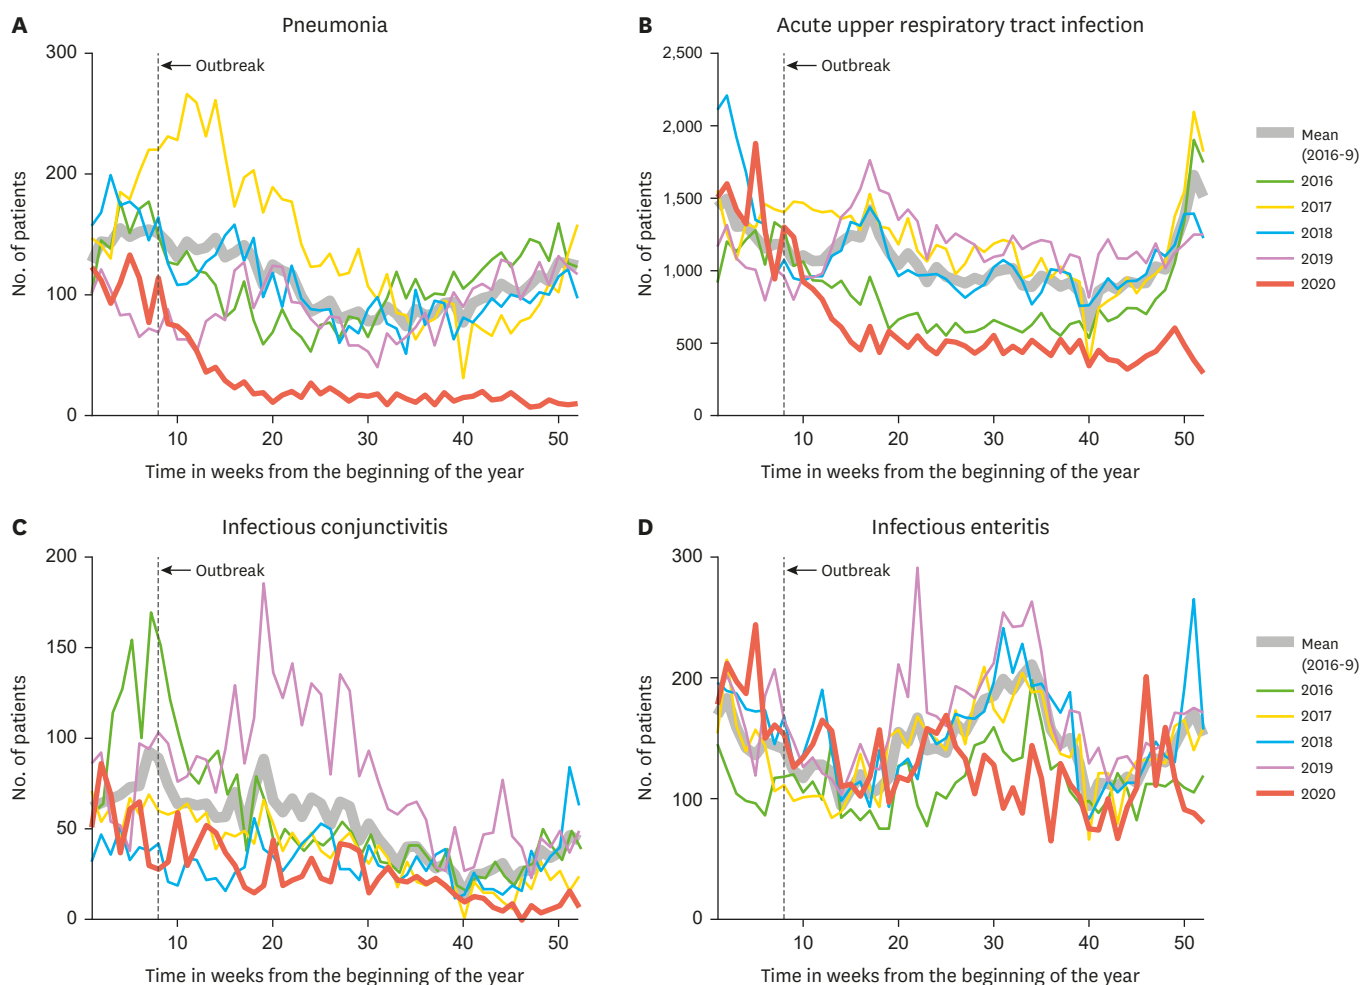 A
Pneumonia
300
200
100
0
No. of patients
Outbreak
10
20
30
40
50
Time in weeks from the beginning of the year
B
Acute upper respiratory tract infection
2,500
2,000
1,500
1,000
500
0
No. of patients
Outbreak
10
20
30
40
50
Time in weeks from the beginning of the year
Mean
(2016-9)
2016
2017
2018
2019
2020
C
Infectious conjunctivitis
200
150
100
50
0
No. of patients
Outbreak
10
20
30
40
50
Time in weeks from the beginning of the year
D
Infectious enteritis
300
200
100
0
No. of patients
Outbreak
10
20
30
40
50
Time in weeks from the beginning of the year
Mean
(2016-9)
2016
2017
2018
2019
2020